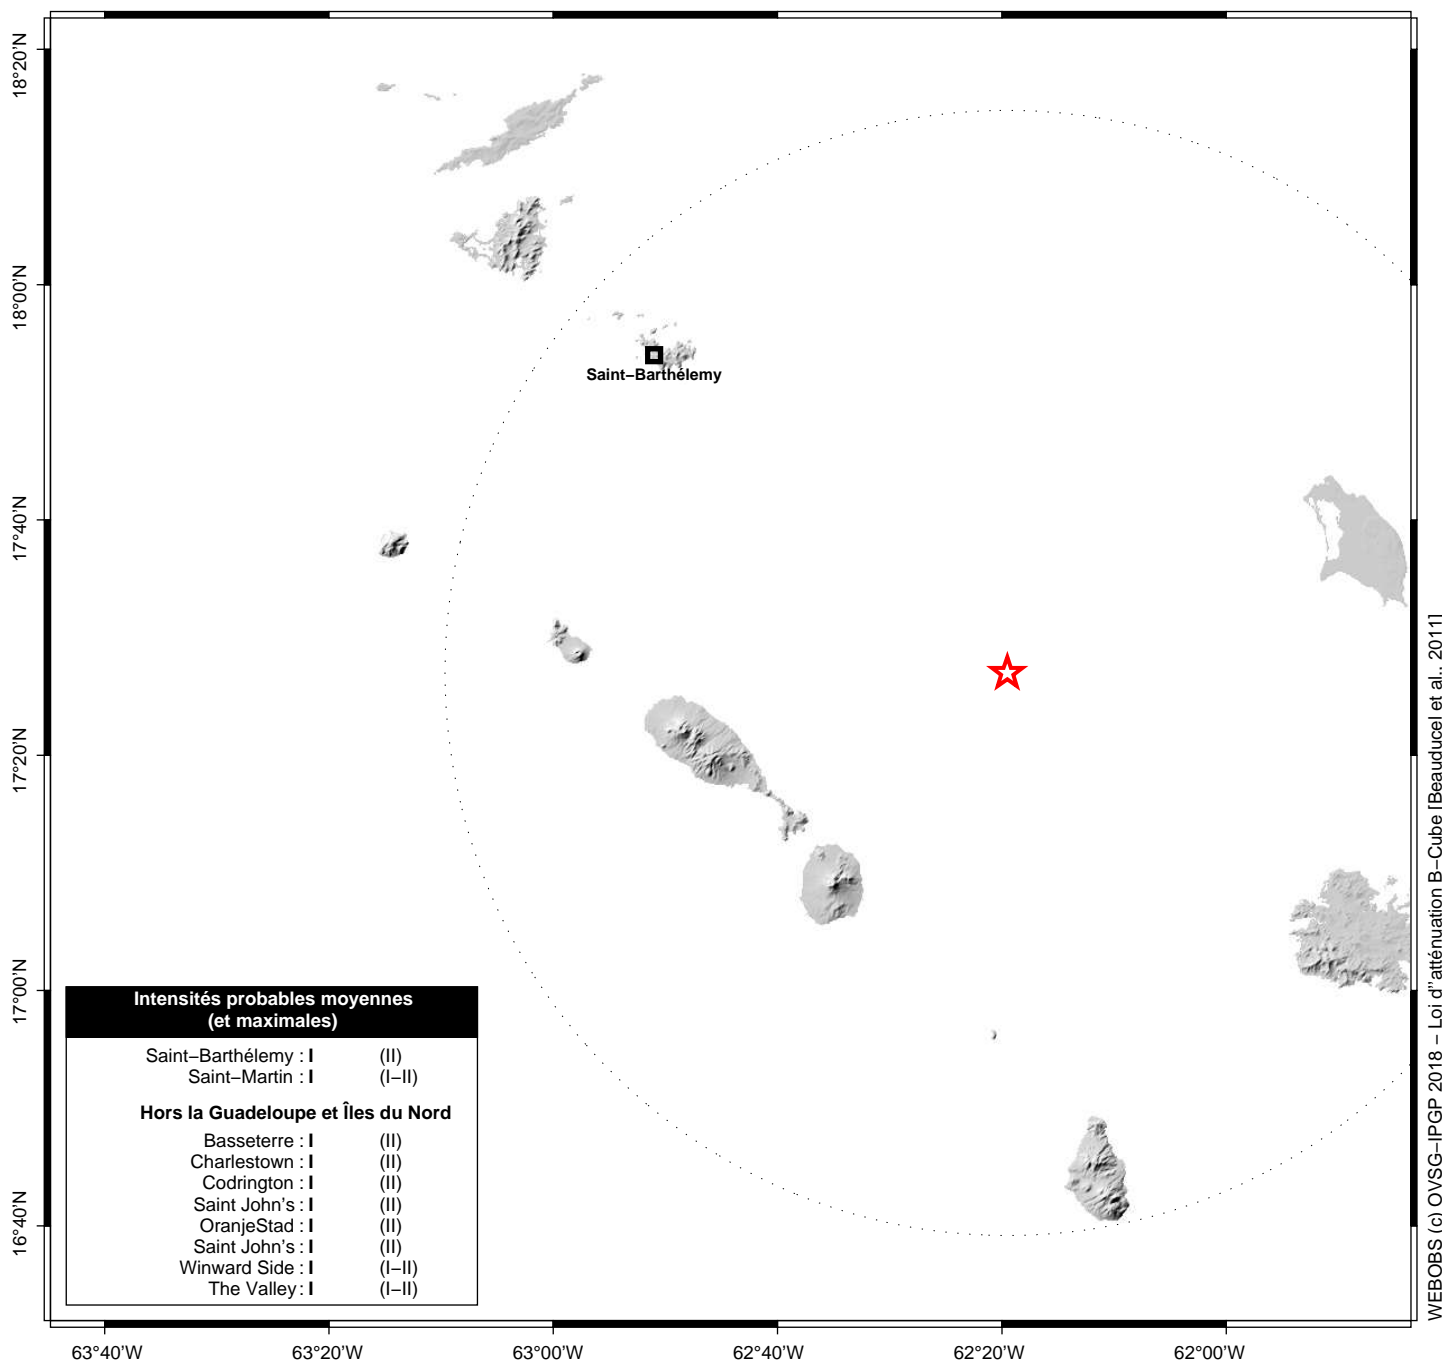 18°20'N
18°00'N
17°40'N
17°20'N
17°00'N
16°40'N
Saint−Barthélemy
Intensités probables moyennes
(et maximales)
Saint−Barthélemy : I (II)
Saint−Martin : I (I−II)
Hors la Guadeloupe et Îles du Nord
Basseterre : I (II)
Charlestown : I (II)
Codrington : I (II)
Saint John's : I (II)
OranjeStad : I (II)
Saint John's : I (II)
Winward Side : I (I−II)
The Valley : I (I−II)
63°40'W 63°20'W 63°00'W 62°40'W 62°20'W 62°00'W
WEBOBS (c) OVSG−IPGP 2018 − Loi d''atténuation B−Cube [Beauducel et al., 2011]